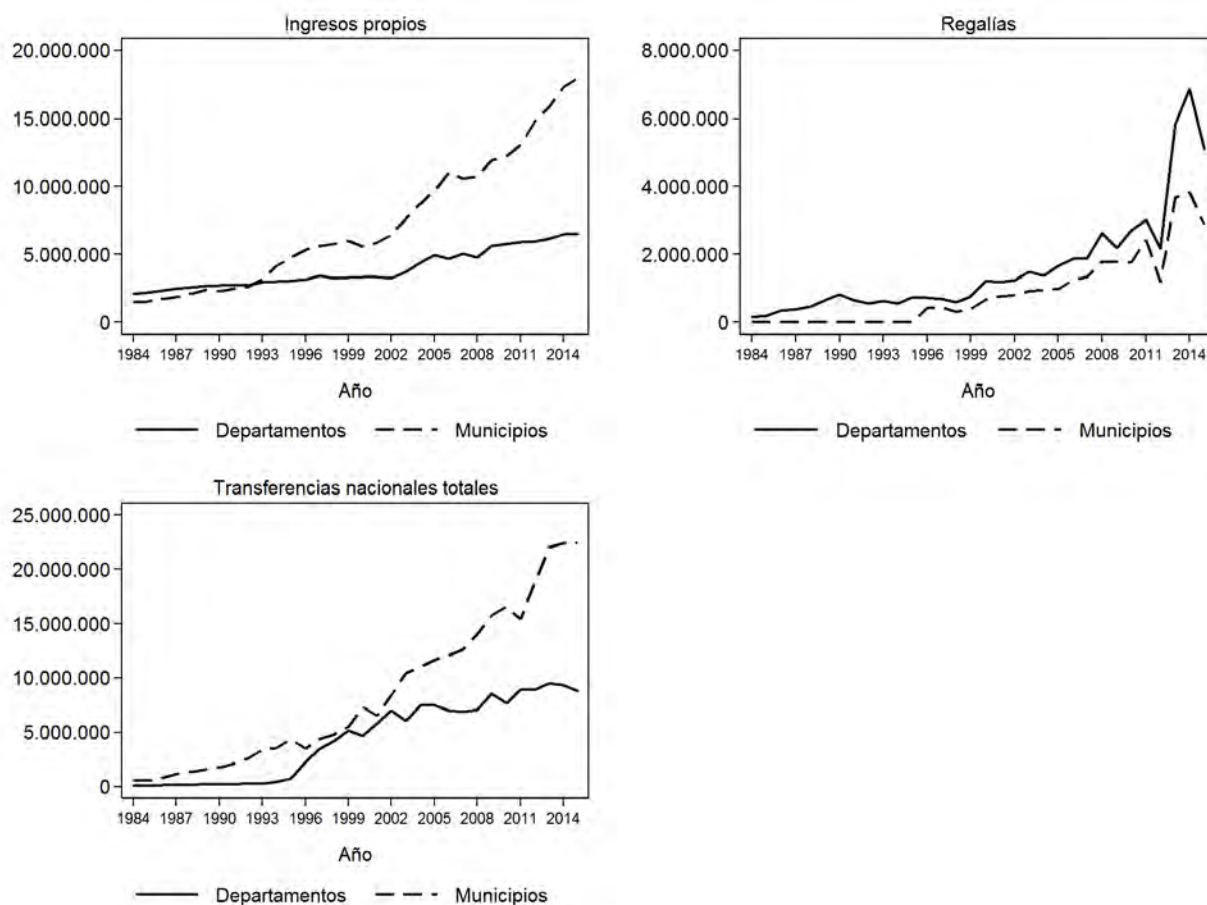 Ingresos propios
20.000.000
15.000.000
10.000.000
5.000.000
0
1984 1987 1990 1993 1996 1999 2002 2005 2008 2011 2014
Año
Departamentos Municipios
Regalías
8.000.000
6.000.000
4.000.000
2.000.000
0
1984 1987 1990 1993 1996 1999 2002 2005 2008 2011 2014
Año
Departamentos Municipios
Transferencias nacionales totales
25.000.000
20.000.000
15.000.000
10.000.000
5.000.000
0
1984 1987 1990 1993 1996 1999 2002 2005 2008 2011 2014
Año
Departamentos Municipios